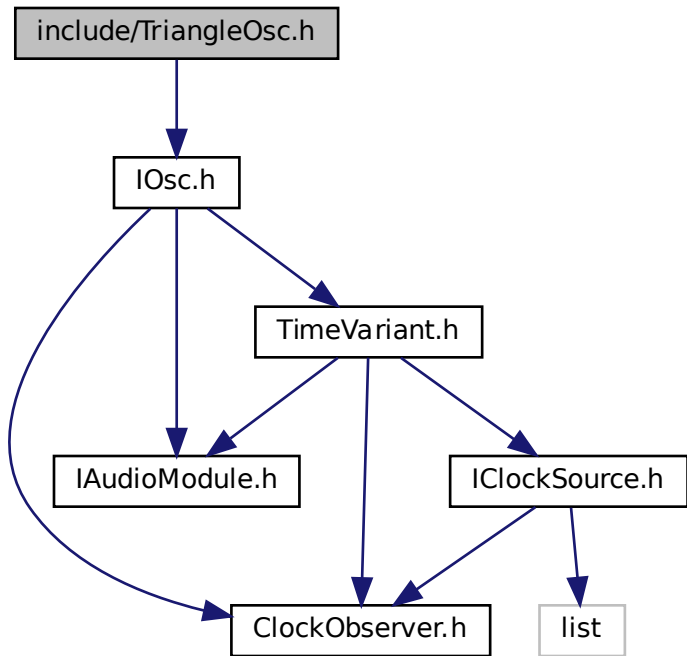 include/TriangleOsc.h
IOsc.h
TimeVariant.h
IAudioModule.h
IClockSource.h
ClockObserver.h
list